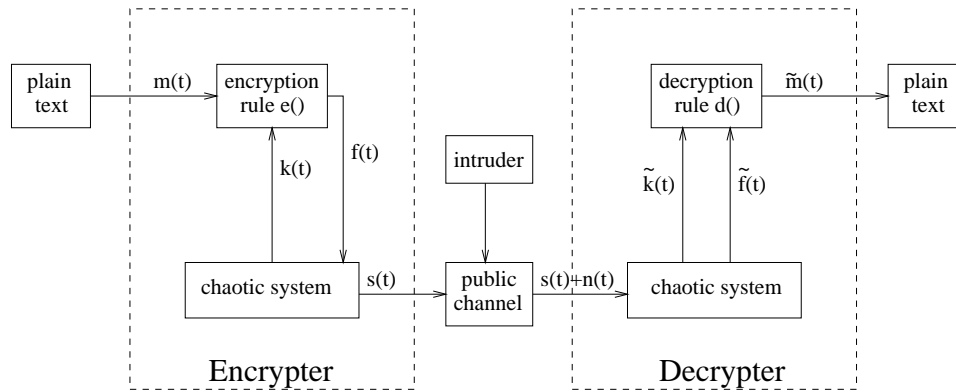 plain
text
m(t)
encryption
rule e()
k(t)
f(t)
chaotic system
s(t)
Encrypter
intruder
public
channel
s(t)+n(t)
decryption
rule d()
k̃(t)
f̃(t)
chaotic system
Decrypter
m̃(t)
plain
text